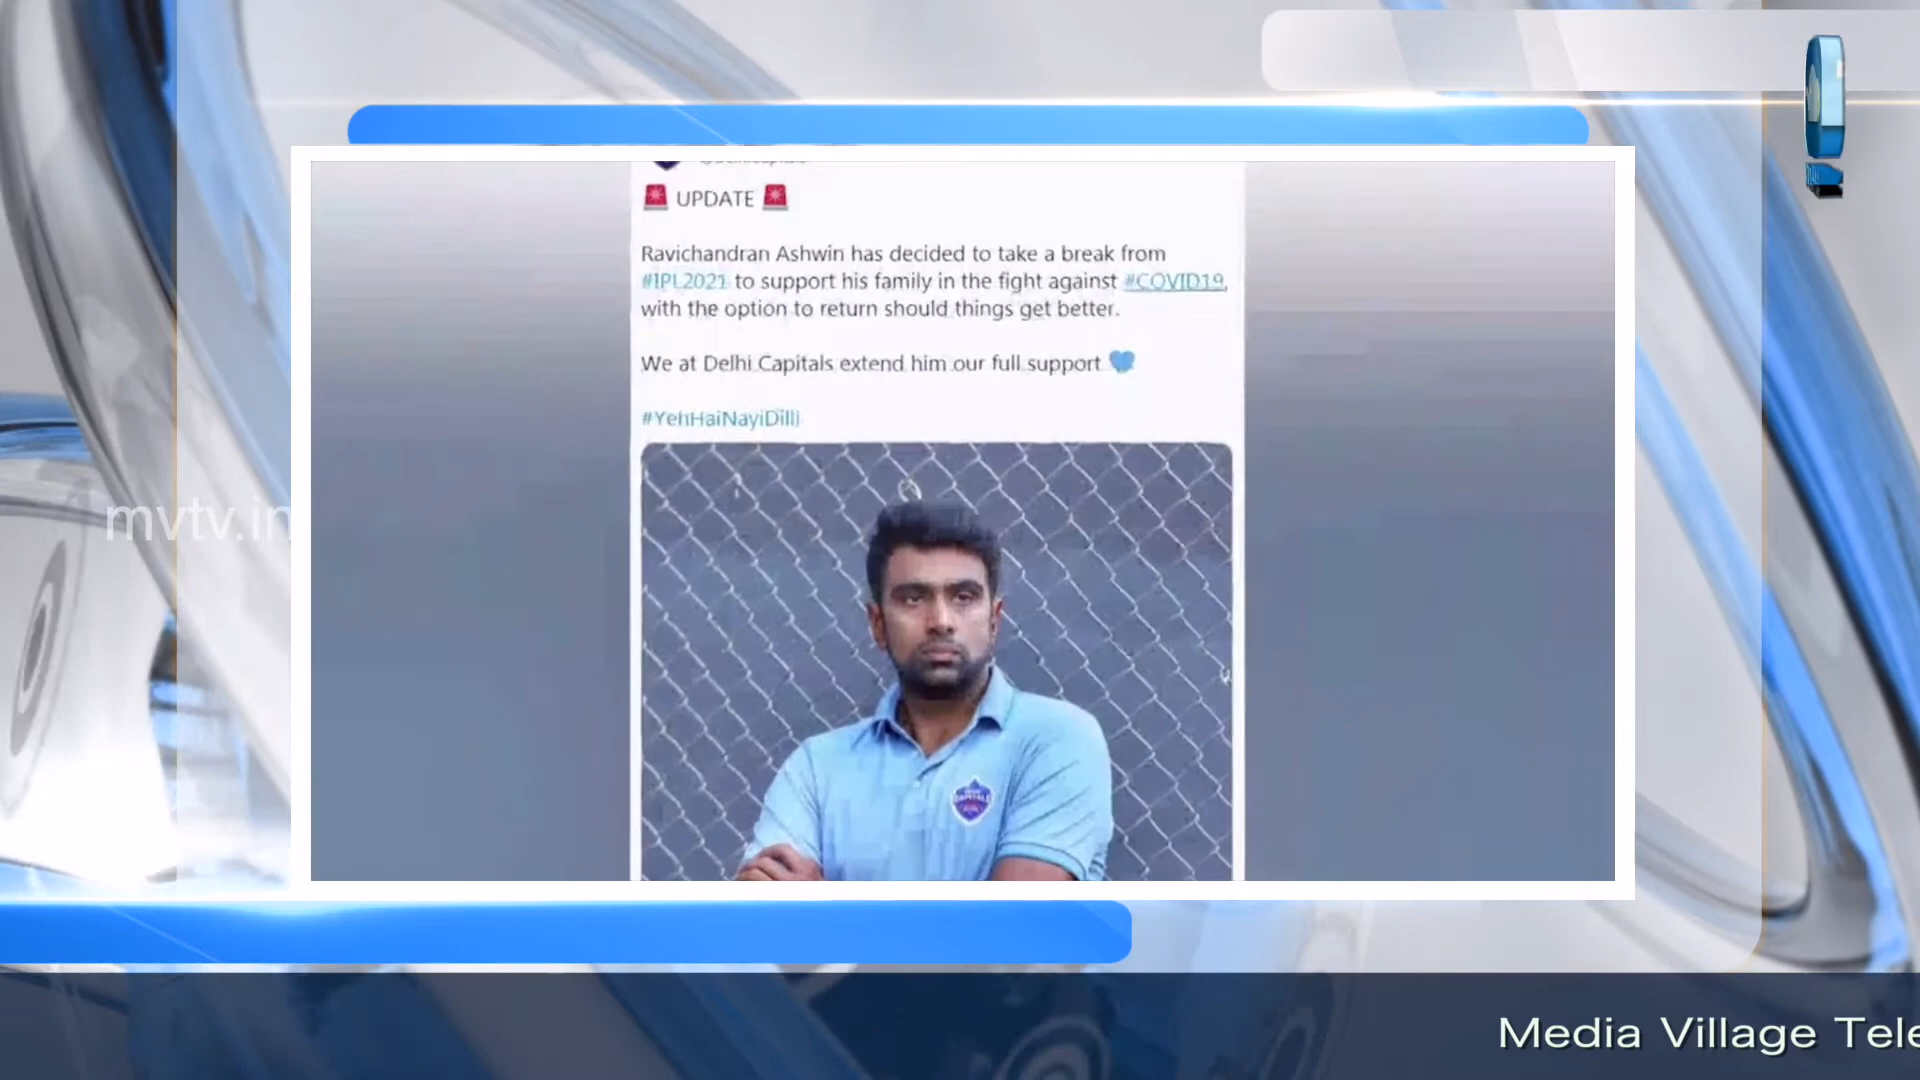 🚨 UPDATE 🚨
Ravichandran Ashwin has decided to take a break from
#IPL2021 to support his family in the fight against #COVID19,
with the option to return should things get better.
We at Delhi Capitals extend him our full support 💙
#YehHaiNayiDilli
mvtv.in
CAPITALS
Media Village Tele